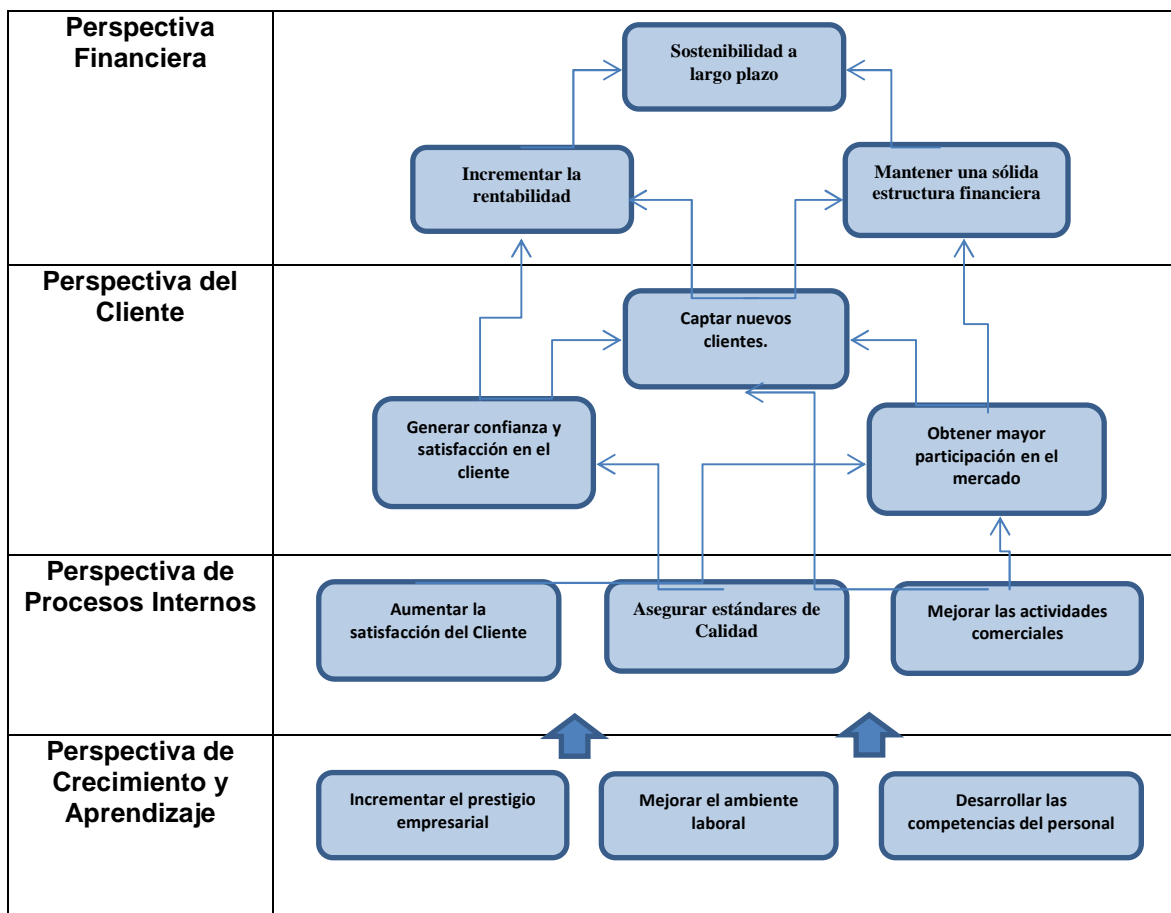 Perspectiva
Financiera
Sostenibilidad a
largo plazo
Incrementar la
rentabilidad
Mantener una sólida
estructura financiera
Perspectiva del
Cliente
Captar nuevos
clientes.
Generar confianza y
satisfacción en el
cliente
Obtener mayor
participación en el
mercado
Perspectiva de
Procesos Internos
Aumentar la
satisfacción del Cliente
Asegurar estándares de
Calidad
Mejorar las actividades
comerciales
Perspectiva de
Crecimiento y
Aprendizaje
Incrementar el prestigio
empresarial
Mejorar el ambiente
laboral
Desarrollar las
competencias del personal